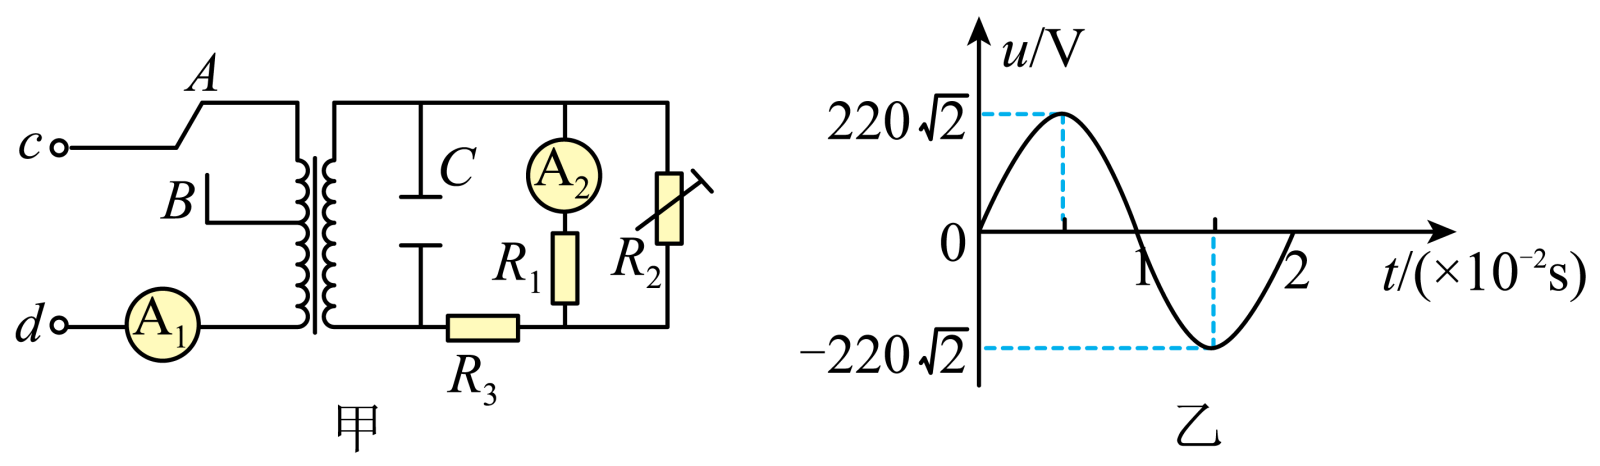 A
c
B
d
A₁
C
A₂
R₁
R₂
R₃
甲
u/V
220√2
0
1
2
t/(×10⁻²s)
−220√2
乙